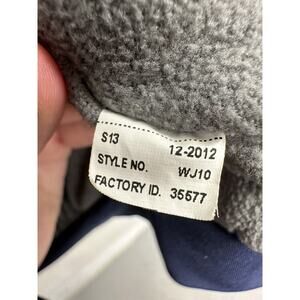 S13 12-2012
STYLE NO. WJ10
FACTORY ID. 35577